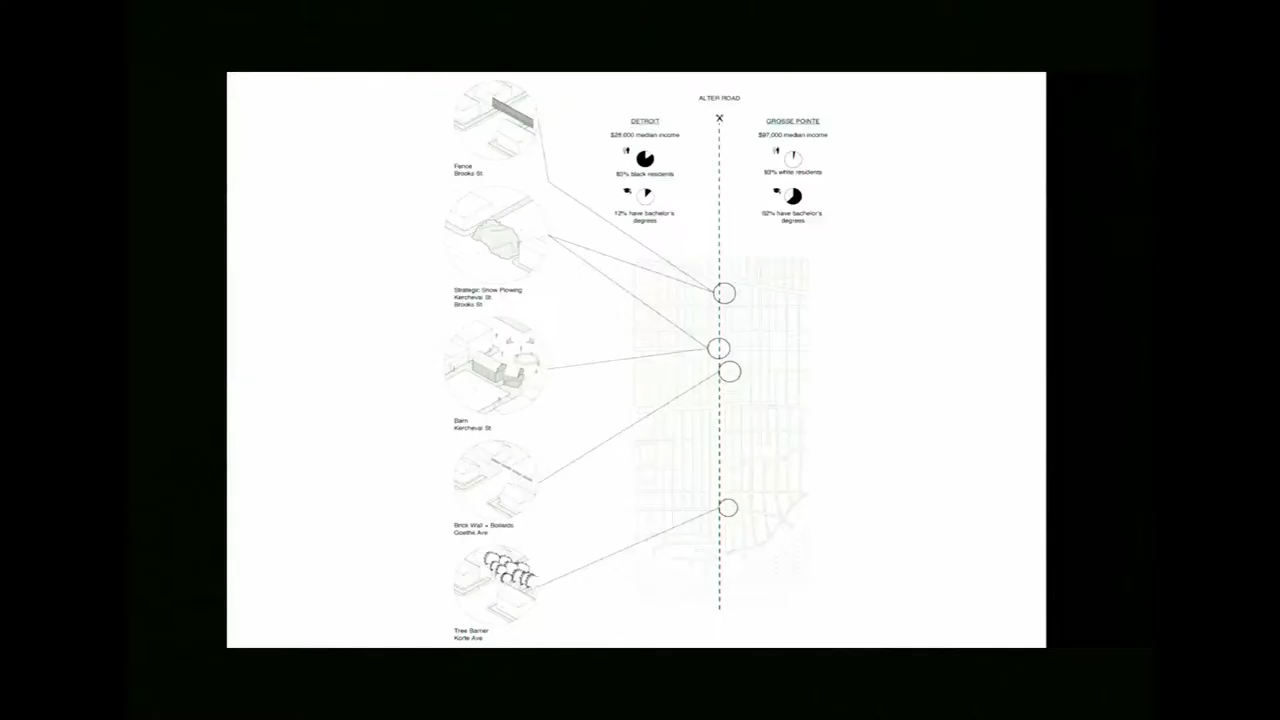 ALTER ROAD
DETROIT
$26,000 median income
83% black residents
12% have bachelor's
degrees
GROSSE POINTE
$97,000 median income
93% white residents
62% have bachelor's
degrees
Fence
Brooks St
Strategic Snow Plowing
Kercheval St
Brooks St
Barn
Kercheval St
Brick Wall + Bollards
Goethe Ave
Tree Barrier
Korte Ave